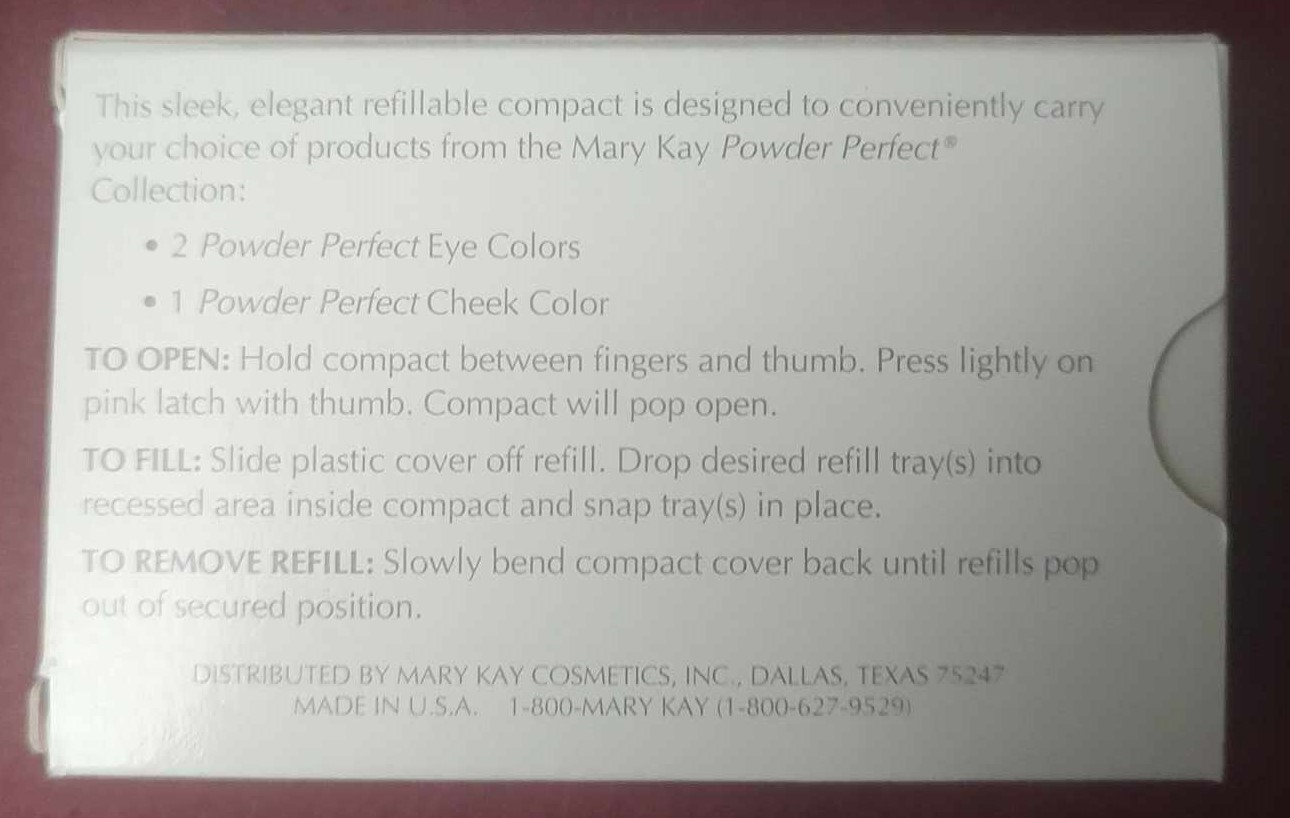 This sleek, elegant refillable compact is designed to conveniently carry
your choice of products from the Mary Kay Powder Perfect®
Collection:
• 2 Powder Perfect Eye Colors
• 1 Powder Perfect Cheek Color
TO OPEN: Hold compact between fingers and thumb. Press lightly on
pink latch with thumb. Compact will pop open.
TO FILL: Slide plastic cover off refill. Drop desired refill tray(s) into
recessed area inside compact and snap tray(s) in place.
TO REMOVE REFILL: Slowly bend compact cover back until refills pop
out of secured position.
DISTRIBUTED BY MARY KAY COSMETICS, INC., DALLAS, TEXAS 75247
MADE IN U.S.A. 1-800-MARY KAY (1-800-627-9529)